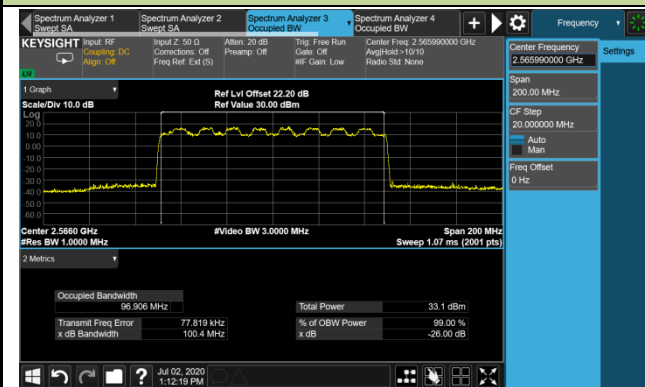 Spectrum Analyzer 1
Swept SA
Spectrum Analyzer 2
Swept SA
Spectrum Analyzer 3
Occupied BW
Spectrum Analyzer 4
Occupied BW
+
Frequency
KEYSIGHT
Input: RF
Coupling: DC
Align: Off
Input Z: 50 Ω
Corrections: Off
Freq Ref: Ext (S)
Atten: 20 dB
Preamp: Off
Trig: Free Run
Gate: Off
#IF Gain: Low
Center Freq: 2.565990000 GHz
Avg|Hold:>10/10
Radio Std: None
LXI
1 Graph
Scale/Div 10.0 dB
Ref Lvl Offset 22.20 dB
Ref Value 30.00 dBm
Log
20.0
10.0
0.00
-10.0
-20.0
-30.0
-40.0
-50.0
-60.0
Center 2.5660 GHz
#Video BW 3.0000 MHz
Span 200 MHz
#Res BW 1.0000 MHz
Sweep 1.07 ms (2001 pts)
2 Metrics
Occupied Bandwidth
96.906 MHz
Total Power 33.1 dBm
Transmit Freq Error 77.819 kHz
% of OBW Power 99.00 %
x dB Bandwidth 100.4 MHz
x dB -26.00 dB
Center Frequency
2.565990000 GHz
Settings
Span
200.00 MHz
CF Step
20.000000 MHz
Auto
Man
Freq Offset
0 Hz
?
Jul 02, 2020
1:12:19 PM